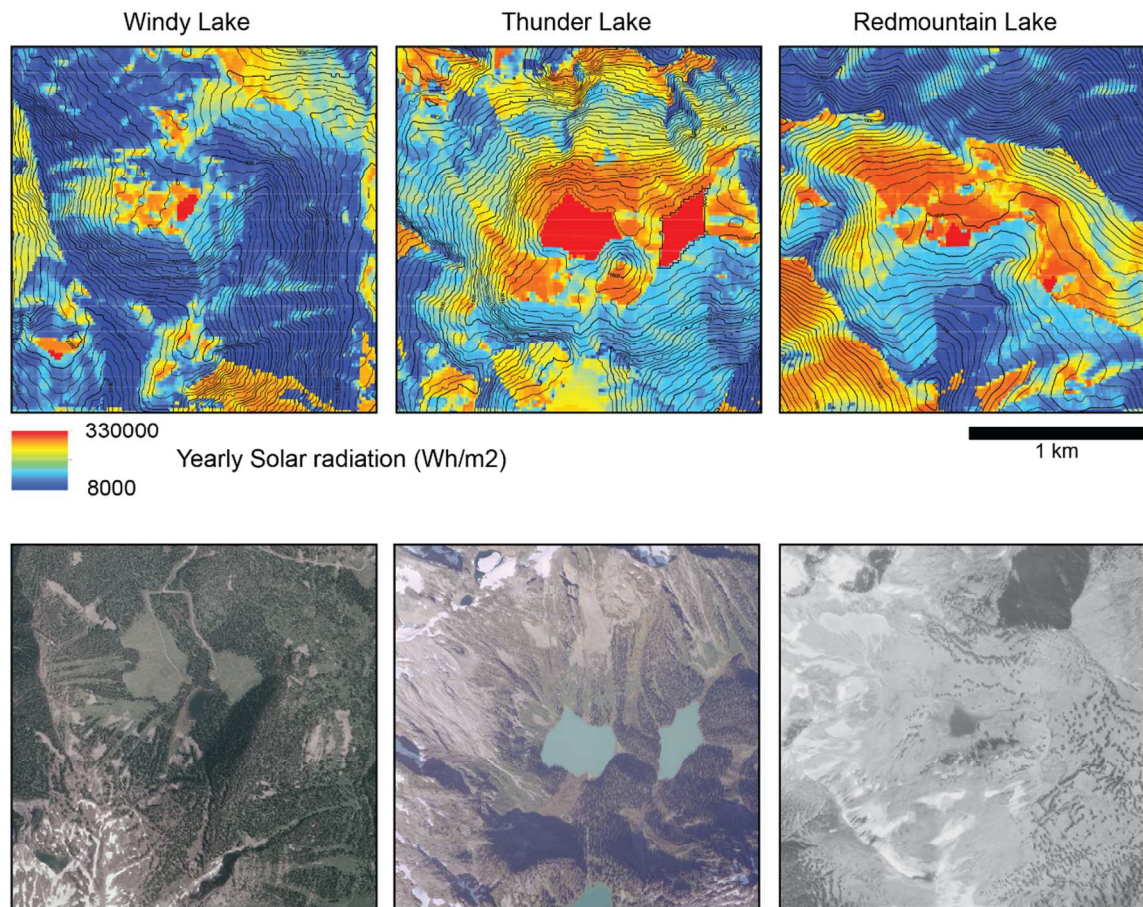 Windy Lake
Thunder Lake
Redmountain Lake
330000
Yearly Solar radiation (Wh/m2)
8000
1 km